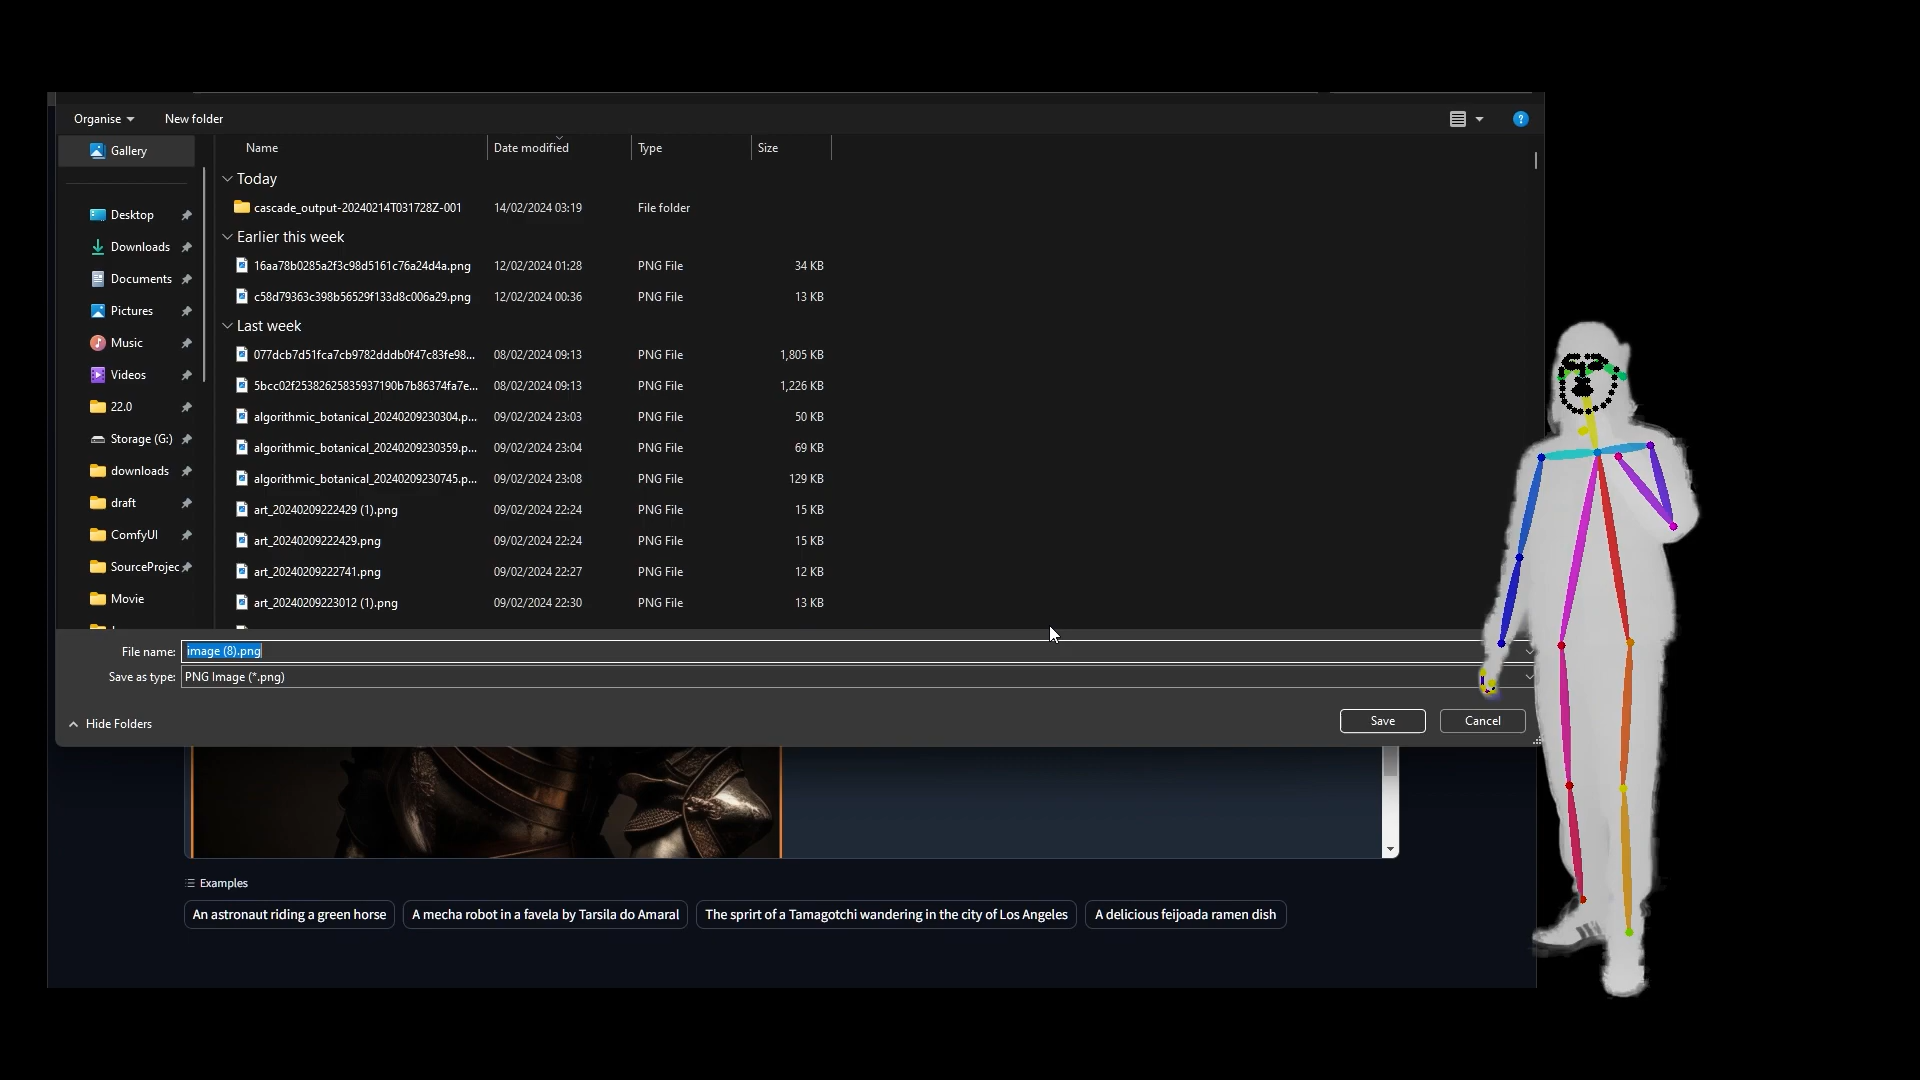 Organise New folder
Gallery
Name Date modified Type Size
Today
Desktop
cascade_output-20240214T031728Z-001 14/02/2024 03:19 File folder
Downloads
Earlier this week
Documents
16aa78b0285a2f3c98d5161c76a24d4a.png 12/02/2024 01:28 PNG File 34 KB
c58d79363c398b56529f133d8c006a29.png 12/02/2024 00:36 PNG File 13 KB
Pictures
Last week
Music
077dcb7d51fca7cb9782dddb0f47c83fe98... 08/02/2024 09:13 PNG File 1,805 KB
Videos
5bcc02f25382625835937190b7b86374fa7e... 08/02/2024 09:13 PNG File 1,226 KB
22.0
algorithmic_botanical_20240209230304.p... 09/02/2024 23:03 PNG File 50 KB
Storage (G:)
algorithmic_botanical_20240209230359.p... 09/02/2024 23:04 PNG File 69 KB
downloads
algorithmic_botanical_20240209230745.p... 09/02/2024 23:08 PNG File 129 KB
draft
art_20240209222429 (1).png 09/02/2024 22:24 PNG File 15 KB
ComfyUI
art_20240209222429.png 09/02/2024 22:24 PNG File 15 KB
SourceProjec
art_20240209222741.png 09/02/2024 22:27 PNG File 12 KB
Movie
art_20240209223012 (1).png 09/02/2024 22:30 PNG File 13 KB
File name: image (8).png
Save as type: PNG Image (*.png)
Hide Folders Save Cancel
Examples
An astronaut riding a green horse A mecha robot in a favela by Tarsila do Amaral The sprirt of a Tamagotchi wandering in the city of Los Angeles A delicious feijoada ramen dish